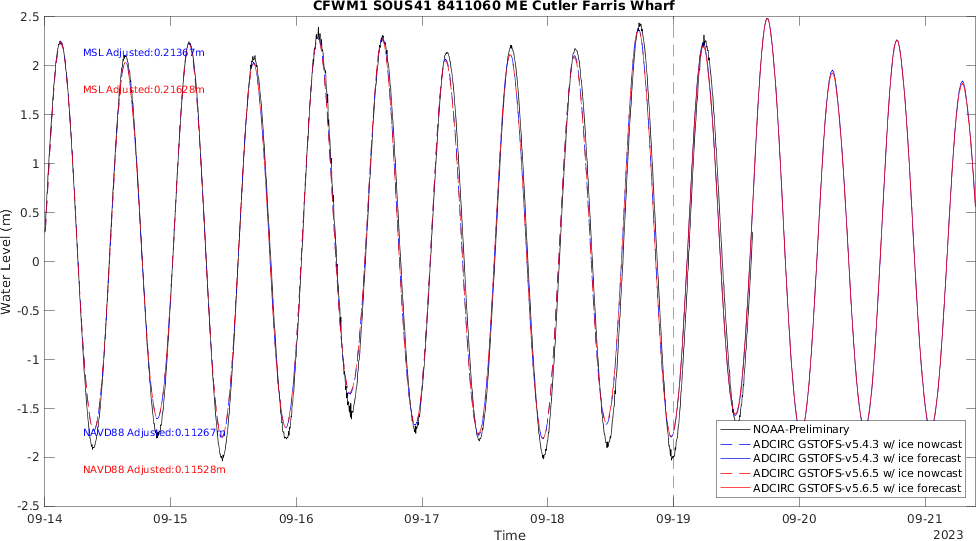 CFWM1 SOUS41 8411060 ME Cutler Farris Wharf
2.5
2
1.5
1
0.5
0
-0.5
-1
-1.5
-2
-2.5
Water Level (m)
MSL Adjusted:0.21367m
MSL Adjusted:0.21628m
NAVD88 Adjusted:0.11267m
NAVD88 Adjusted:0.11528m
NOAA-Preliminary
ADCIRC GSTOFS-v5.4.3 w/ ice nowcast
ADCIRC GSTOFS-v5.4.3 w/ ice forecast
ADCIRC GSTOFS-v5.6.5 w/ ice nowcast
ADCIRC GSTOFS-v5.6.5 w/ ice forecast
09-14 09-15 09-16 09-17 09-18 09-19 09-20 09-21
Time
2023